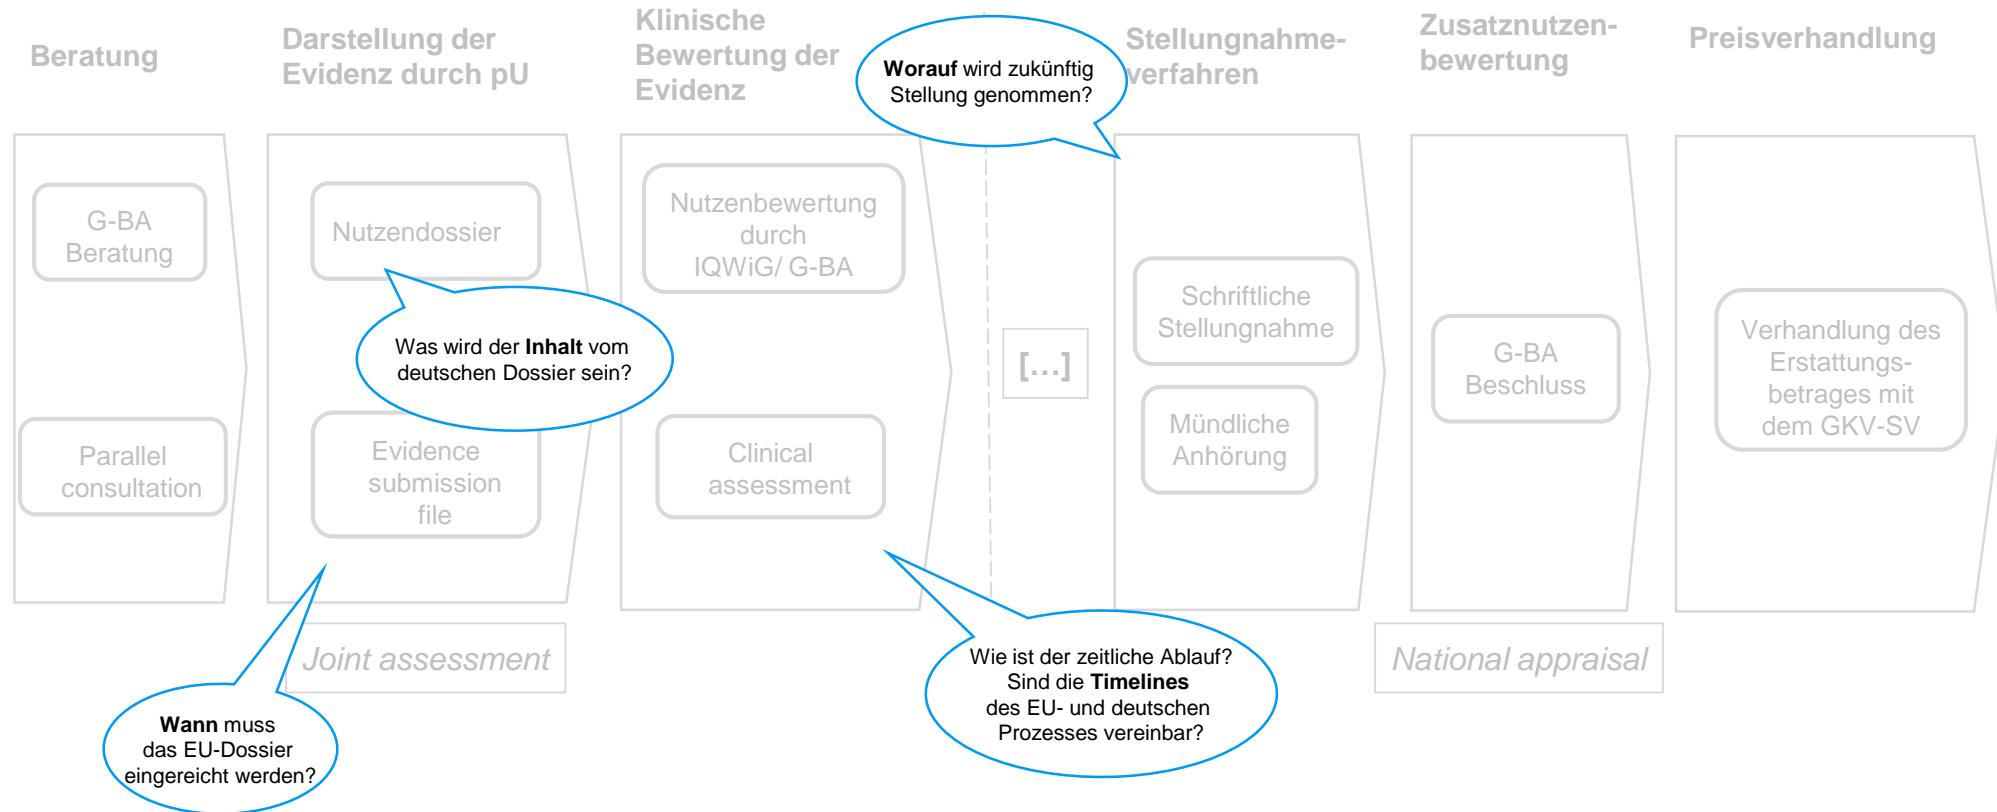 Beratung
Darstellung der
Evidenz durch pU
Klinische
Bewertung der
Evidenz
Stellungnahme-
verfahren
Zusatznutzen-
bewertung
Preisverhandlung
Worauf wird zukünftig
Stellung genommen?
G-BA
Beratung
Parallel
consultation
Nutzendossier
Was wird der Inhalt vom
deutschen Dossier sein?
Evidence
submission
file
Nutzenbewertung
durch
IQWiG/ G-BA
Clinical
assessment
[...]
Schriftliche
Stellungnahme
Mündliche
Anhörung
G-BA
Beschluss
Verhandlung des
Erstattungs-
betrages mit
dem GKV-SV
Joint assessment
National appraisal
Wann muss
das EU-Dossier
eingereicht werden?
Wie ist der zeitliche Ablauf?
Sind die Timelines
des EU- und deutschen
Prozesses vereinbar?